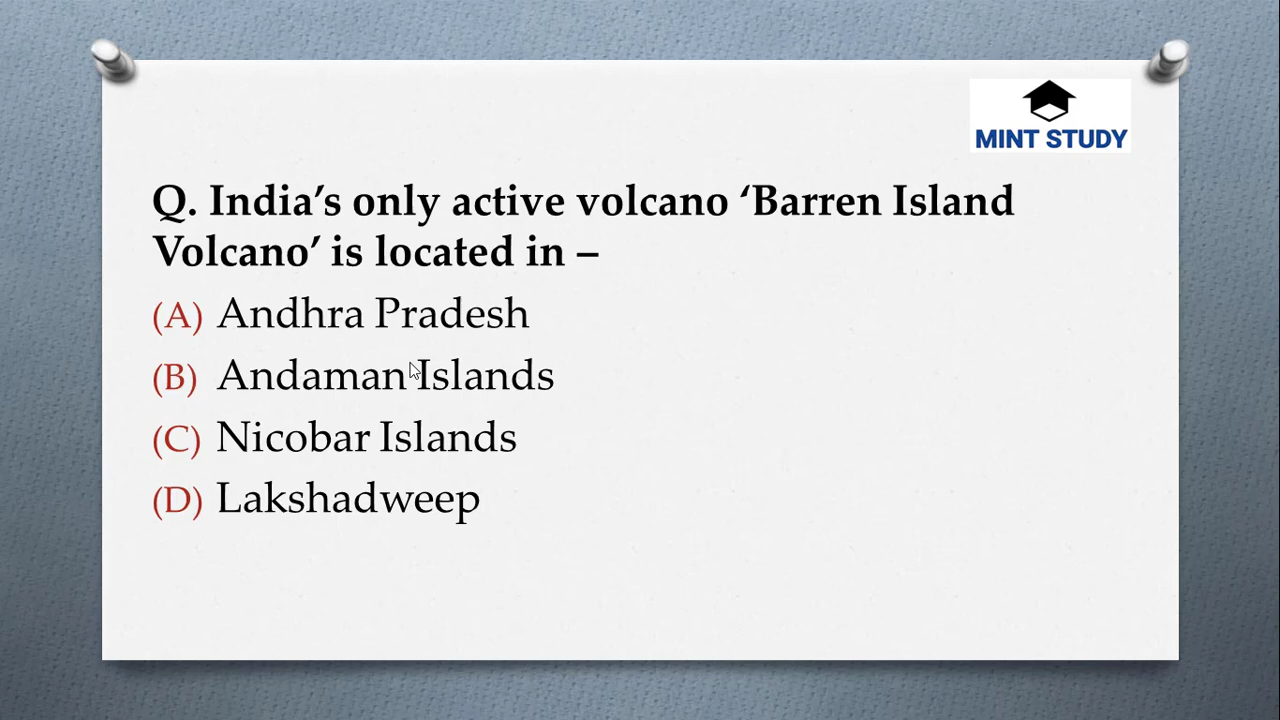 MINT STUDY
Q. India’s only active volcano ‘Barren Island
Volcano’ is located in –
(A) Andhra Pradesh
(B) Andaman Islands
(C) Nicobar Islands
(D) Lakshadweep